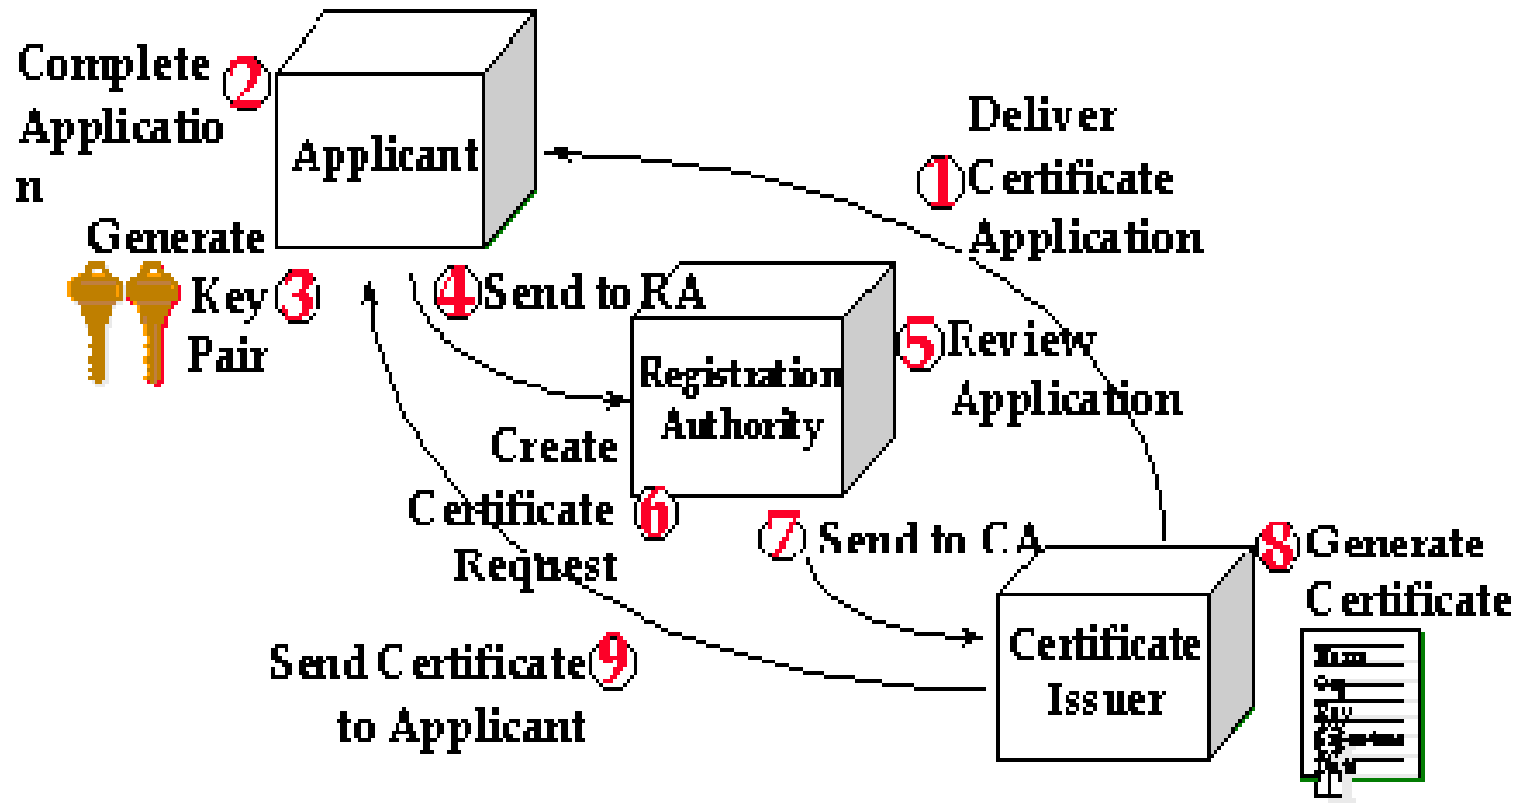 Complete
Applicatio
n
2
Applicant
Deliver
1 Certificate
Application
Generate
Key 3
Pair
4 Send to RA
5 Review
Application
Registration
Authority
Create
Certificate 6
Request
7 Send to CA
8 Generate
Certificate
Certificate
Issuer
Send Certificate 9
to Applicant